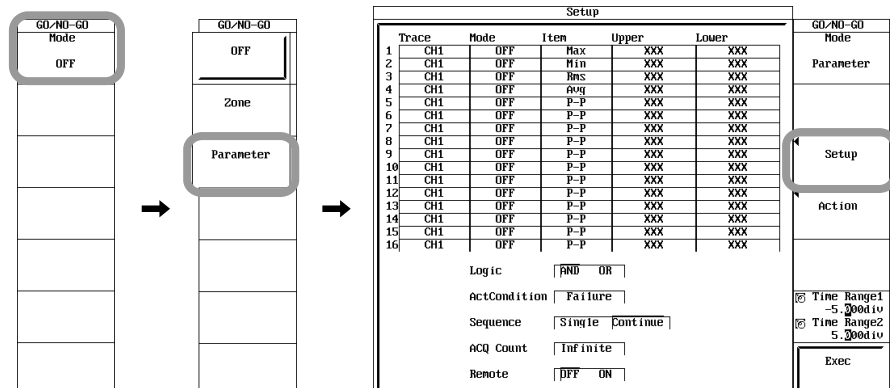 GO/NO-GO
Mode
OFF
GO/NO-GO
OFF
Zone
Parameter
Setup
Trace Mode Item Upper Lower
1 CH1 OFF Max XXX XXX
2 CH1 OFF Min XXX XXX
3 CH1 OFF Rms XXX XXX
4 CH1 OFF Avg XXX XXX
5 CH1 OFF P-P XXX XXX
6 CH1 OFF P-P XXX XXX
7 CH1 OFF P-P XXX XXX
8 CH1 OFF P-P XXX XXX
9 CH1 OFF P-P XXX XXX
10 CH1 OFF P-P XXX XXX
11 CH1 OFF P-P XXX XXX
12 CH1 OFF P-P XXX XXX
13 CH1 OFF P-P XXX XXX
14 CH1 OFF P-P XXX XXX
15 CH1 OFF P-P XXX XXX
16 CH1 OFF P-P XXX XXX
Logic AND OR
ActCondition Failure
Sequence Single Continue
ACQ Count Infinite
Remote OFF ON
GO/NO-GO
Mode
Parameter
Setup
Action
Time Range1
-5.000div
Time Range2
5.000div
Exec